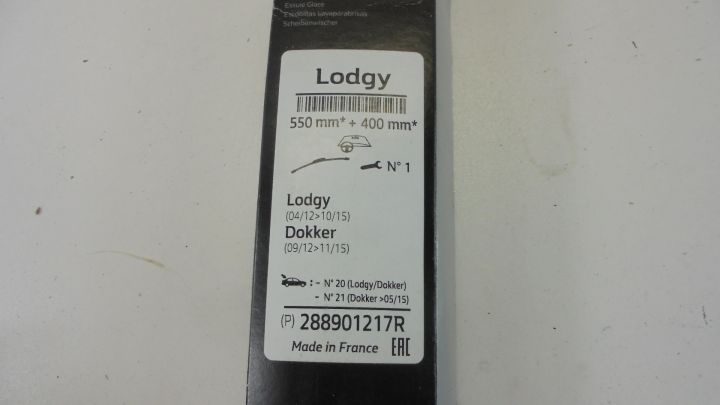 Essuie Glace
Escobillas Lavaparabrisas
Scheibenwischer
Lodgy
550 mm* + 400 mm*
N° 1
Lodgy
(04/12>10/15)
Dokker
(09/12>11/15)
: - N° 20 (Lodgy/Dokker)
- N° 21 (Dokker >05/15)
(P) 288901217R
Made in France EAC